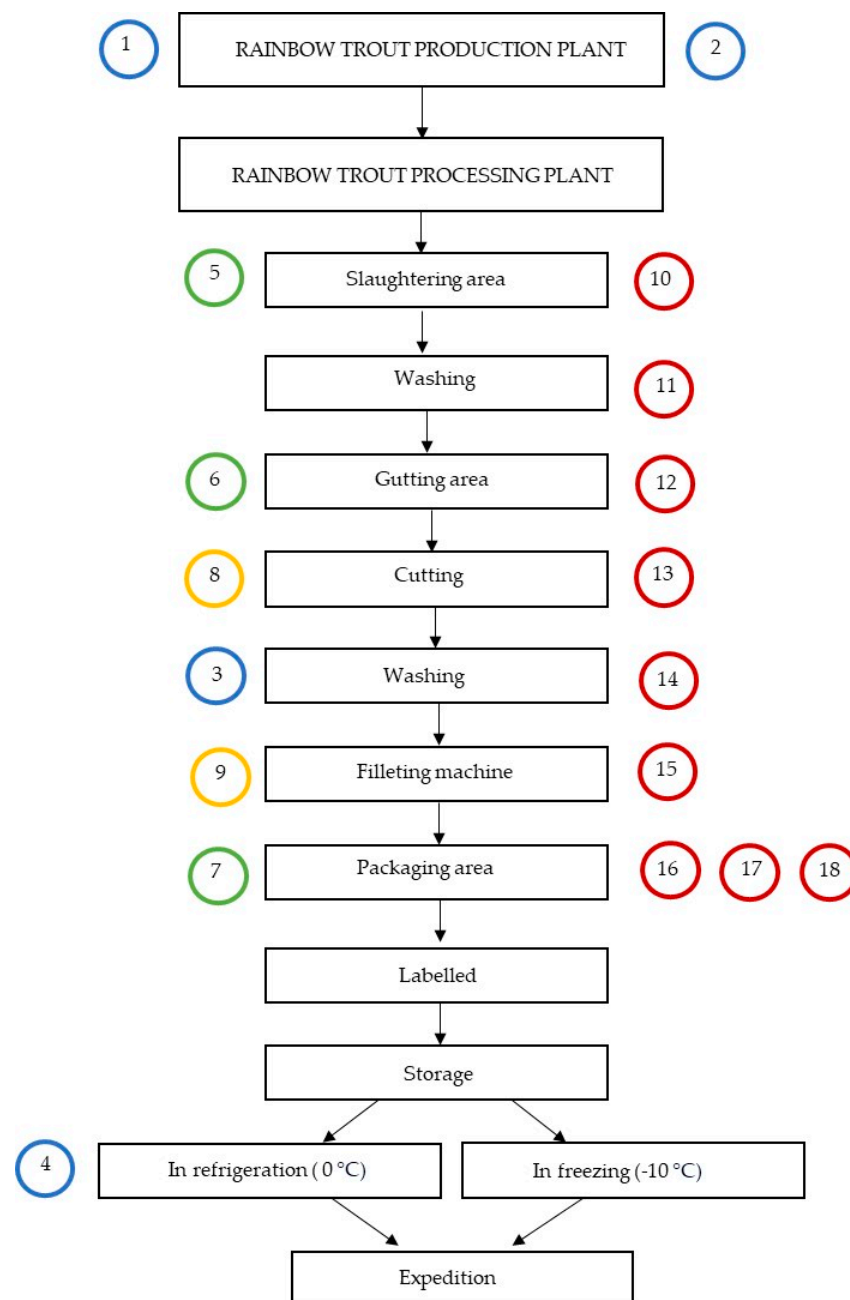 1
RAINBOW TROUT PRODUCTION PLANT
2
RAINBOW TROUT PROCESSING PLANT
5
Slaughtering area
10
Washing
11
6
Gutting area
12
8
Cutting
13
3
Washing
14
9
Filleting machine
15
7
Packaging area
16
17
18
Labelled
Storage
4
In refrigeration ( 0 °C)
In freezing (-10 °C)
Expedition